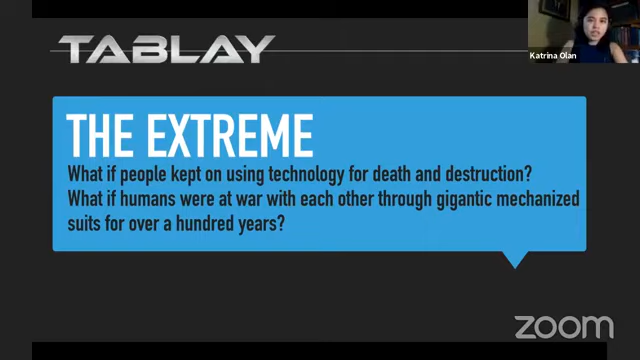 TABLAY
Katrina Olan
THE EXTREME
What if people kept on using technology for death and destruction?
What if humans were at war with each other through gigantic mechanized
suits for over a hundred years?
zoom